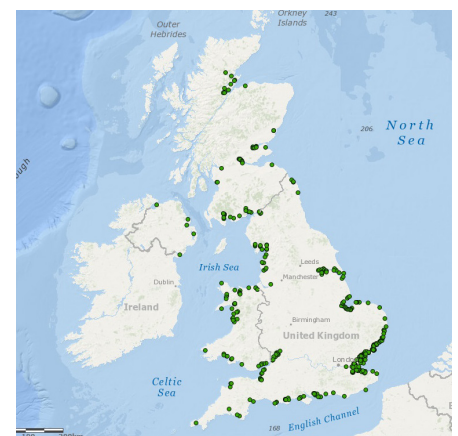 Outer
Hebrides
Orkney
Islands
243
North
Sea
206
ough
Irish Sea
Leeds
Manchester
Dublin
Ireland
Birmingham
United Kingdom
London
Celtic
Sea
English Channel
168